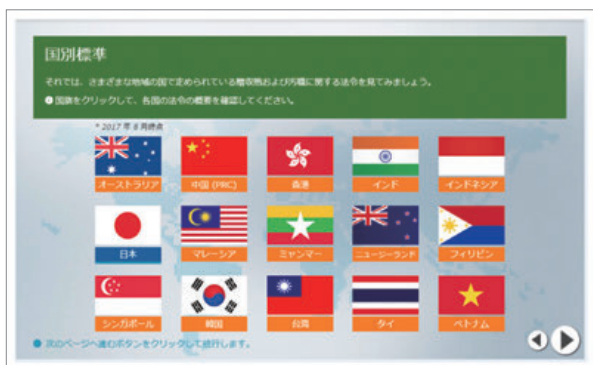 国別標準
それでは、さまざまな地域の国で定められている贈収賄および汚職に関する法令を見てみましょう。
国旗をクリックして、各国の法令の概要を確認してください。
* 2017 年 8 月時点
オーストラリア 中国 (PRC) 香港 インド インドネシア
日本 マレーシア ミャンマー ニュージーランド フィリピン
シンガポール 韓国 台湾 タイ ベトナム
次のページへ進むボタンをクリックして続行します。